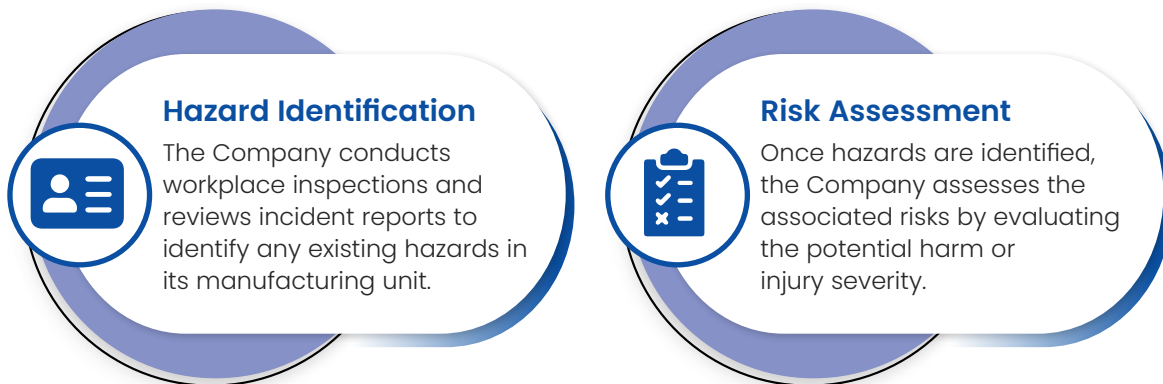 Hazard Identification
The Company conducts
workplace inspections and
reviews incident reports to
identify any existing hazards in
its manufacturing unit.
Risk Assessment
Once hazards are identified,
the Company assesses the
associated risks by evaluating
the potential harm or
injury severity.